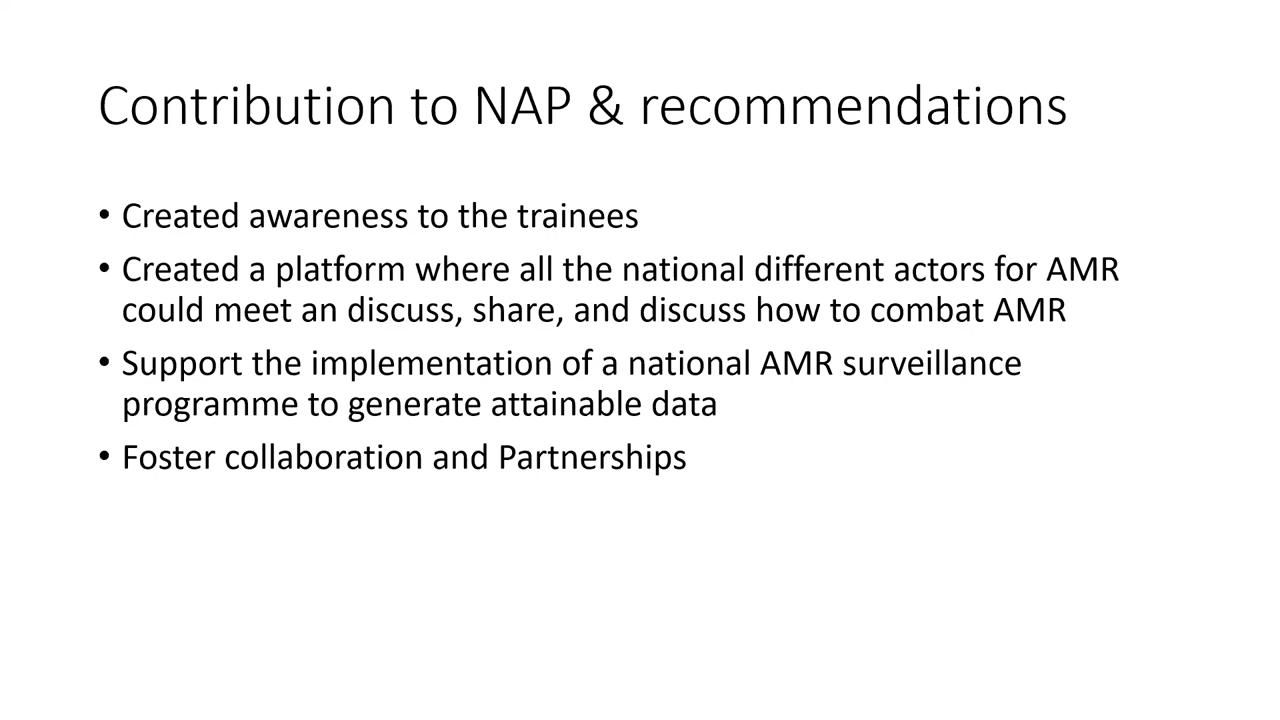 Contribution to NAP & recommendations
• Created awareness to the trainees
• Created a platform where all the national different actors for AMR
could meet an discuss, share, and discuss how to combat AMR
• Support the implementation of a national AMR surveillance
programme to generate attainable data
• Foster collaboration and Partnerships